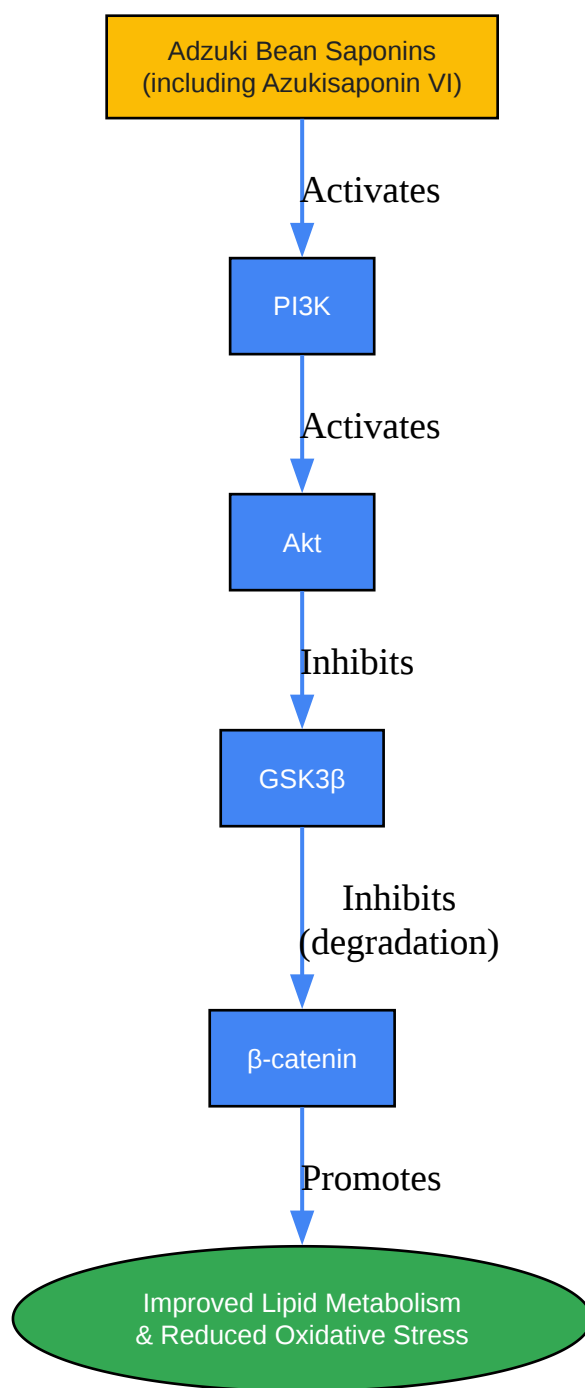 Adzuki Bean Saponins
(including Azukisaponin VI)
Activates
PI3K
Activates
Akt
Inhibits
GSK3β
Inhibits
(degradation)
β-catenin
Promotes
Improved Lipid Metabolism
& Reduced Oxidative Stress